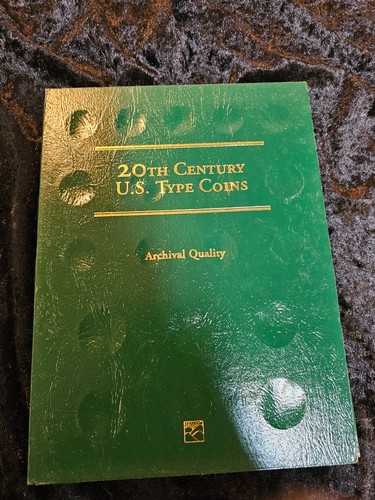 20TH CENTURY
U.S. TYPE COINS
Archival Quality